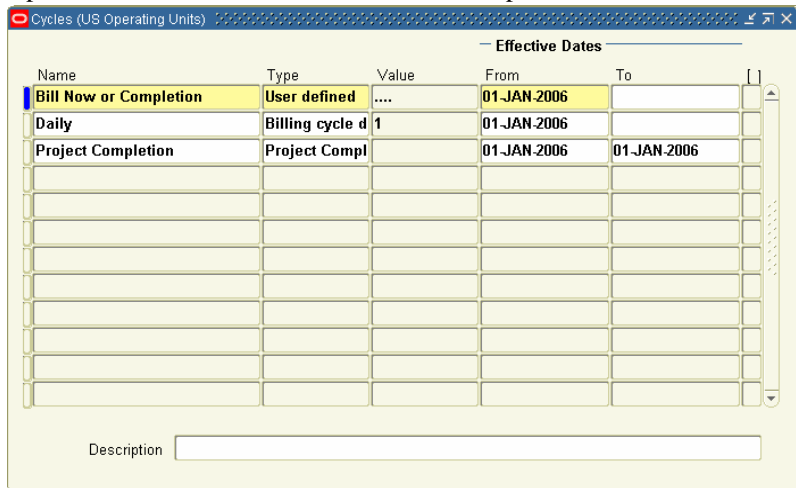 Cycles (US Operating Units)
Effective Dates
Name Type Value From To [ ]
Bill Now or Completion User defined .... 01-JAN-2006
Daily Billing cycle d 1 01-JAN-2006
Project Completion Project Compl 01-JAN-2006 01-JAN-2006
Description